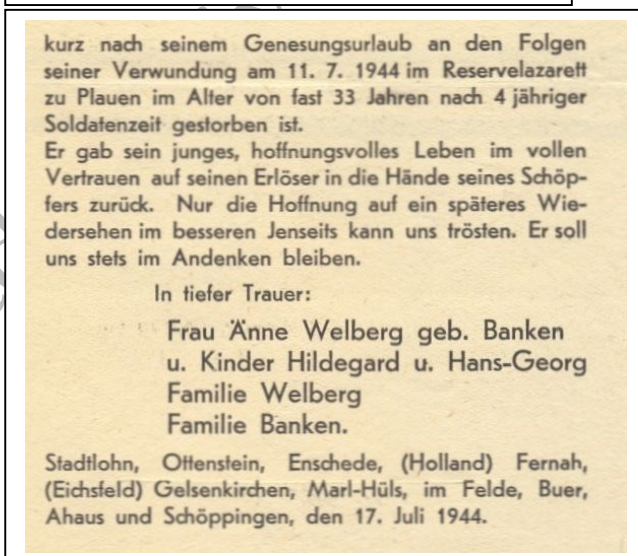 kurz nach seinem Genesungsurlaub an den Folgen
seiner Verwundung am 11. 7. 1944 im Reservelazarett
zu Plauen im Alter von fast 33 Jahren nach 4 jähriger
Soldatenzeit gestorben ist.
Er gab sein junges, hoffnungsvolles Leben im vollen
Vertrauen auf seinen Erlöser in die Hände seines Schöp-
fers zurück. Nur die Hoffnung auf ein späteres Wie-
dersehen im besseren Jenseits kann uns trösten. Er soll
uns stets im Andenken bleiben.
In tiefer Trauer:
Frau Änne Welberg geb. Banken
u. Kinder Hildegard u. Hans-Georg
Familie Welberg
Familie Banken.
Stadtlohn, Ottenstein, Enschede, (Holland) Fernah,
(Eichsfeld) Gelsenkirchen, Marl-Hüls, im Felde, Buer,
Ahaus und Schöppingen, den 17. Juli 1944.